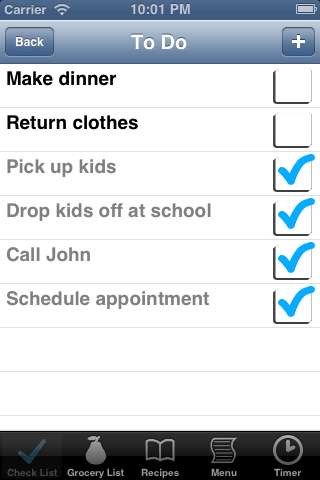 Carrier 10:01 PM
Back To Do +
Make dinner
Return clothes
Pick up kids
Drop kids off at school
Call John
Schedule appointment
Check List Grocery List Recipes Menu Timer